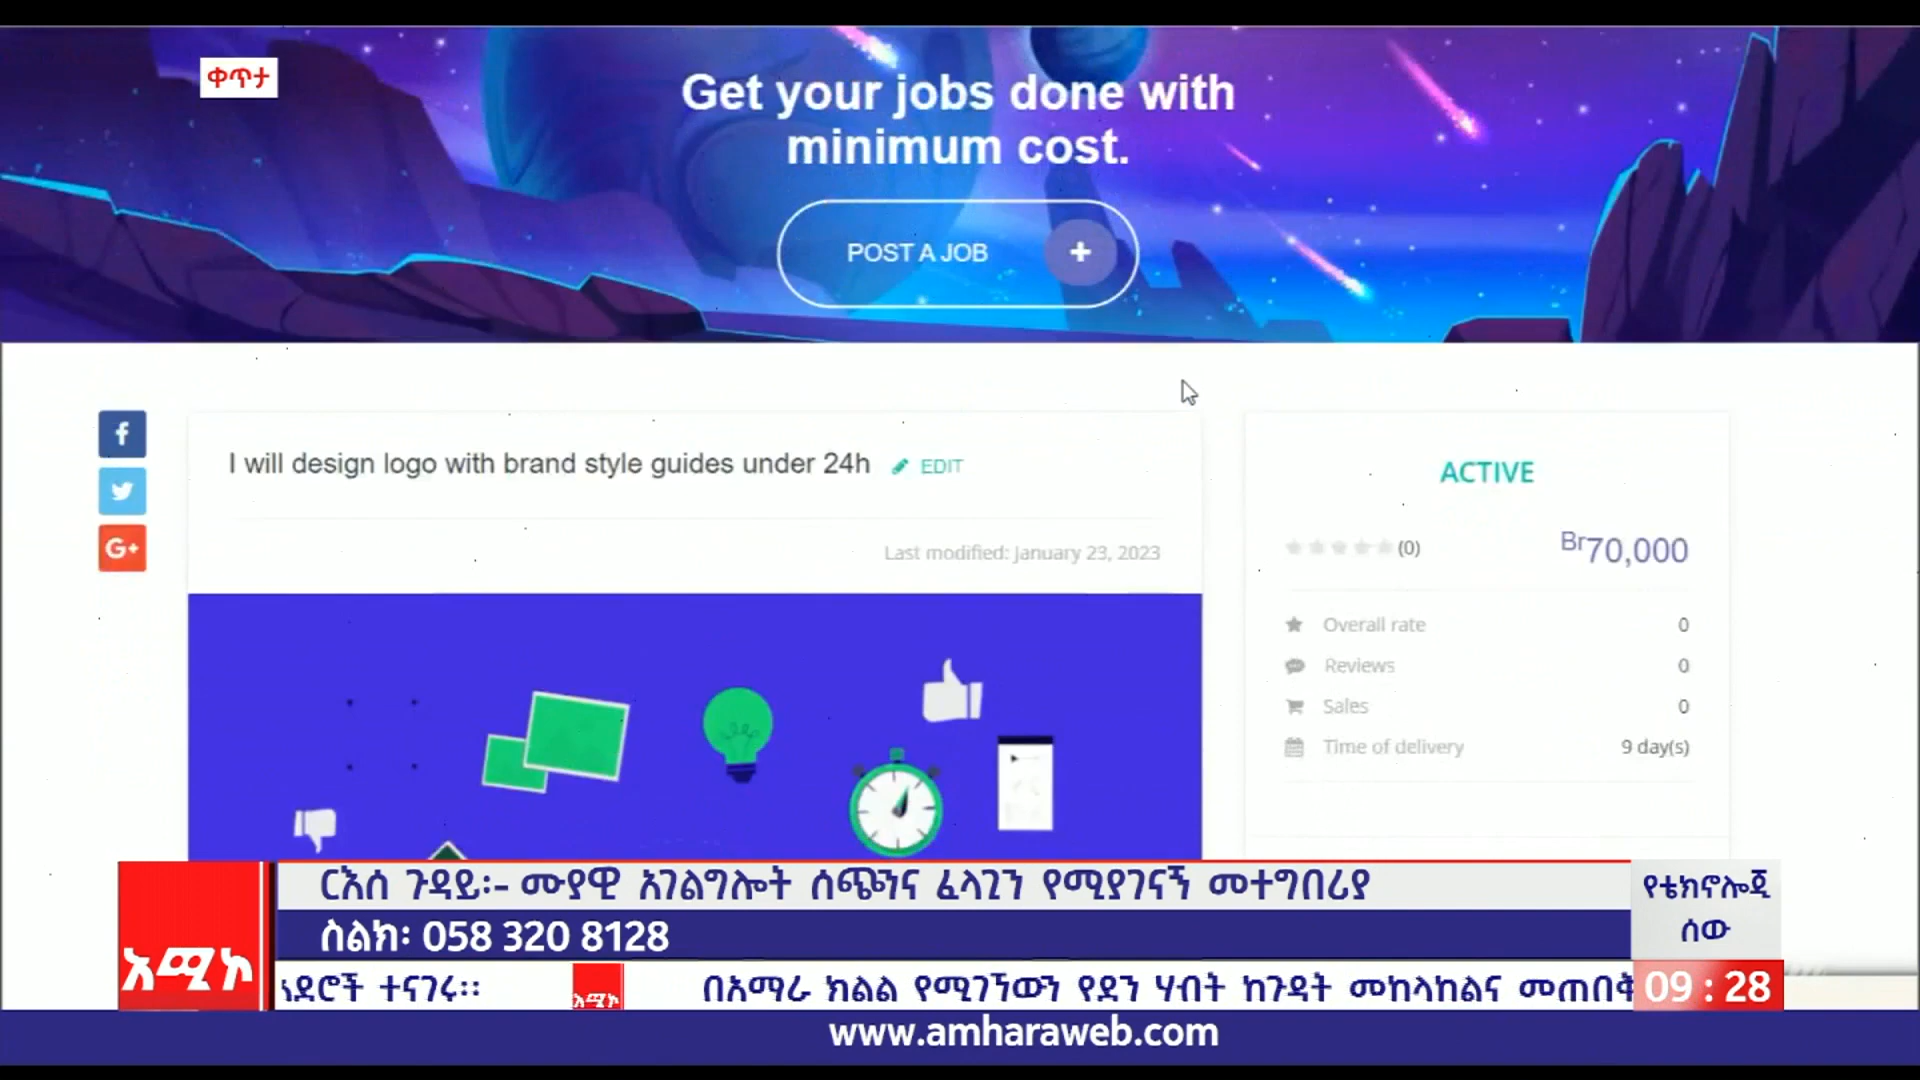 ቀጥታ
Get your jobs done with
minimum cost.
POST A JOB
I will design logo with brand style guides under 24h EDIT
Last modified: January 23, 2023
ACTIVE
(0) Br70,000
Overall rate 0
Reviews 0
Sales 0
Time of delivery 9 day(s)
ርእሰ ጉዳይ፡- ሙያዊ አገልግሎት ሰጭንና ፈላጊን የሚያገናኝ መተግበሪያ
ስልክ፡ 058 320 8128
የቴክኖሎጂ
ሰው
አሚኮ
ተናገሩ፡፡ አሚኮ በአማራ ክልል የሚገኘውን የደን ሃብት ከጉዳት መከላከልና
09 : 28
www.amharaweb.com